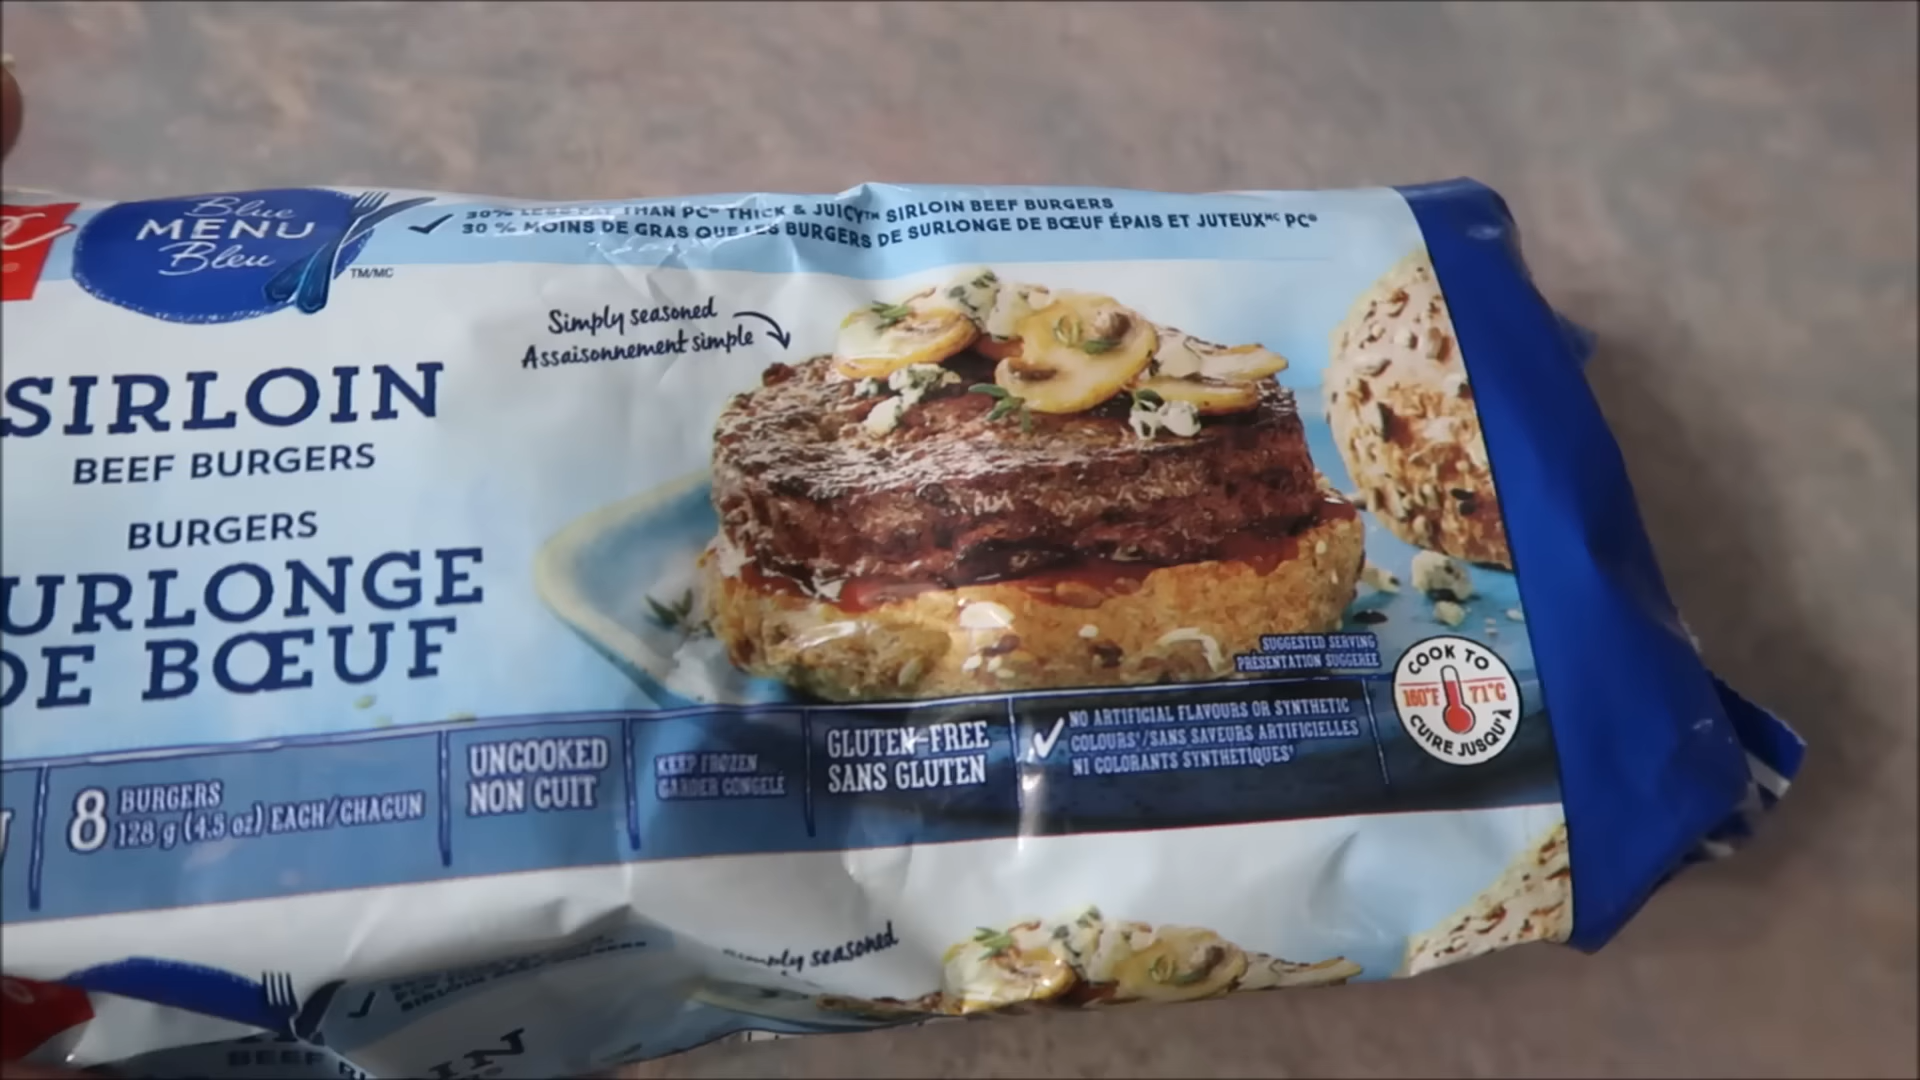 Blue
MENU
Bleu
TM/MC
30% LESS FAT THAN PC® THICK & JUICY™ SIRLOIN BEEF BURGERS
30 % MOINS DE GRAS QUE LES BURGERS DE SURLONGE DE BŒUF ÉPAIS ET JUTEUXᴹᶜ PC®
Simply seasoned
Assaisonnement simple
SIRLOIN
BEEF BURGERS
BURGERS
URLONGE
DE BŒUF
SUGGESTED SERVING
PRÉSENTATION SUGGÉRÉE
COOK TO
160°F 71°C
CUIRE JUSQU'À
8 BURGERS
128 g (4.5 oz) EACH/CHACUN
UNCOOKED
NON CUIT
KEEP FROZEN
GARDER CONGELÉ
GLUTEN-FREE
SANS GLUTEN
NO ARTIFICIAL FLAVOURS OR SYNTHETIC
COLOURS*/SANS SAVEURS ARTIFICIELLES
NI COLORANTS SYNTHÉTIQUES*
simply seasoned
BEEF